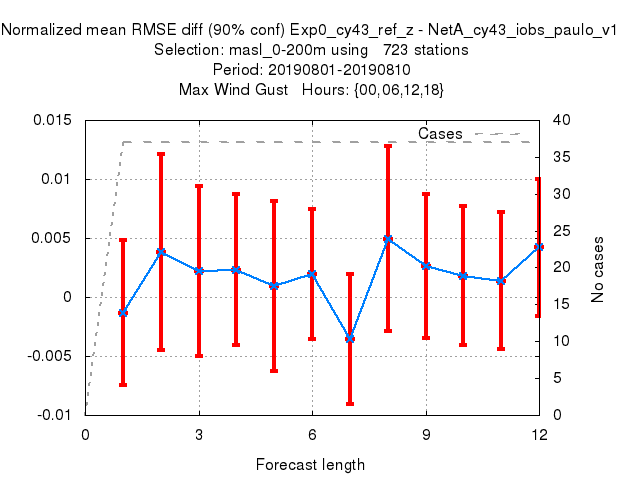 Normalized mean RMSE diff (90% conf) Exp0_cy43_ref_z - NetA_cy43_iobs_paulo_v1
Selection: masl_0-200m using 723 stations
Period: 20190801-20190810
Max Wind Gust Hours: {00,06,12,18}
0.015
0.01
0.005
0
-0.005
-0.01
Cases
40
35
30
25
20
15
10
5
0
No cases
0 3 6 9 12
Forecast length